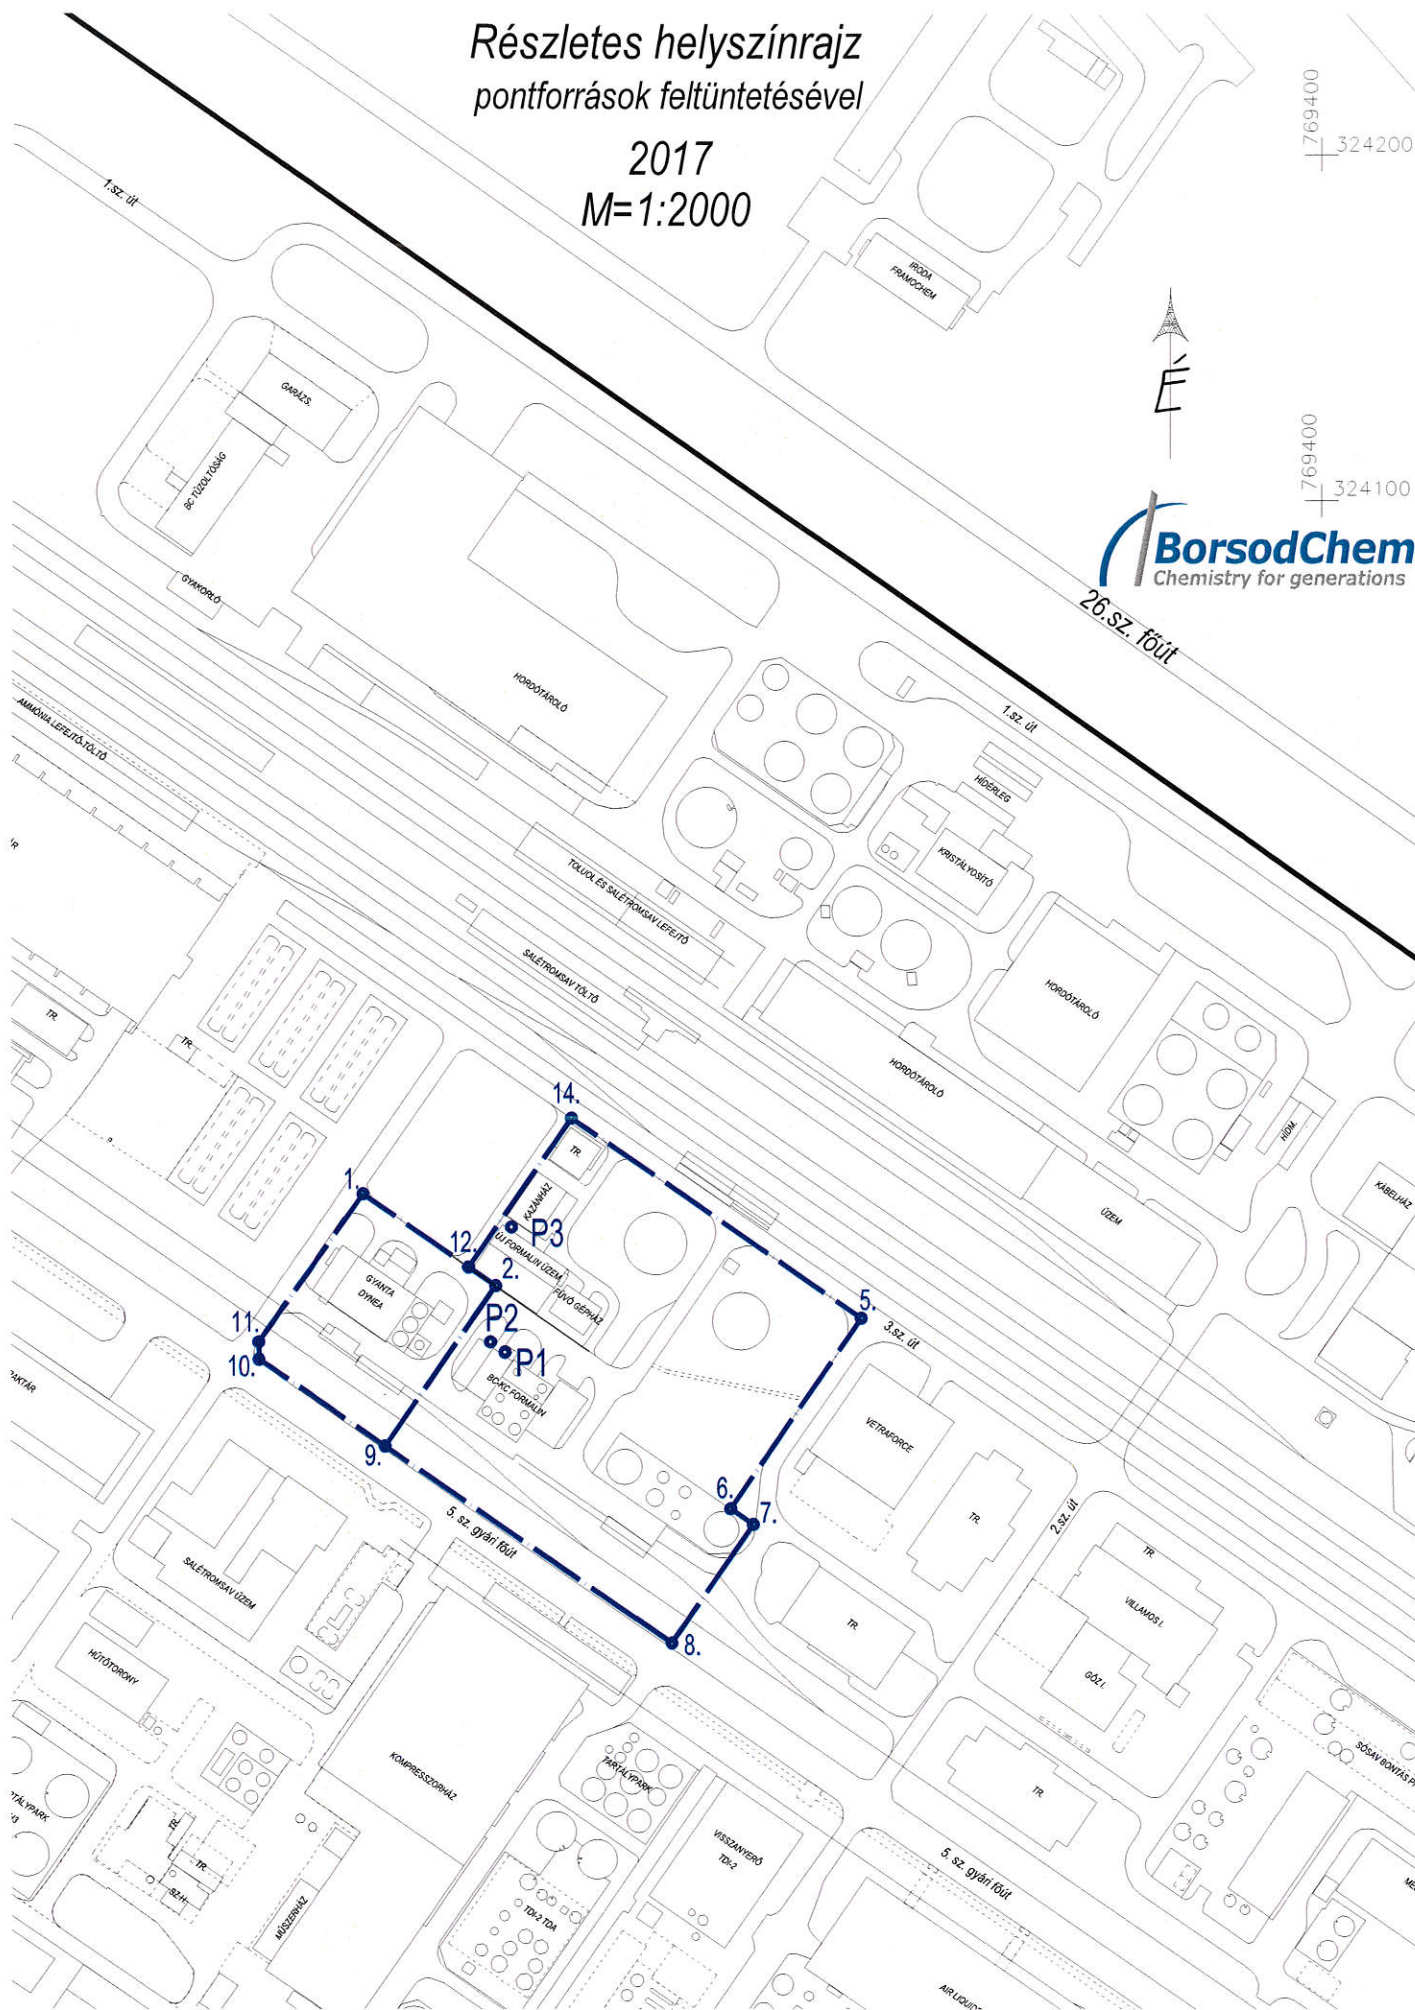 Részletes helyszínrajz
pontforrások feltüntetésével
2017
M=1:2000
769400
324200
1.sz. út
IRODA
FRAMOCHEM
É
GARÁZS.
BC TŰZOLTÓSÁG
769400
324100
BorsodChem
Chemistry for generations
GYAKORLÓ
26.sz. főút
HORDÓTÁROLÓ
AMMÓNIA LEFEJTŐ-TÖLTŐ
1.sz. út
HÍDÉRLEG
KRISTÁLYOSÍTÓ
TOLUOL ÉS SALÉTROMSAV LEFEJTŐ
SALÉTROMSAV TÖLTŐ
HORDÓTÁROLÓ
TR.
TR.
HORDÓTÁROLÓ
14.
TR.
HÍDM.
KÁBELHÁZ
1.
KAZÁNHÁZ
P3
ÜZEM
12.
ÚJ FORMALIN ÜZEM
2.
GYANTA
DYNEA
FÚVÓ GÉPHÁZ
5.
3.sz. út
11.
P2
10.
P1
BC-KC FORMALIN
VETRAFORCE
9.
6.
7.
5. sz. gyári főút
TR.
2.sz. út
TR.
SALÉTROMSAV ÜZEM
VILLAMOS I.
TR.
8.
HŰTŐTORONY
GŐZ I.
KOMPRESSZORHÁZ
TARTÁLYPARK
TR.
TR.
TR.
SZ.H.
VISSZANYERŐ
TDI-2
5. sz. gyári főút
MŰSZERHÁZ
TDI-2 TDA